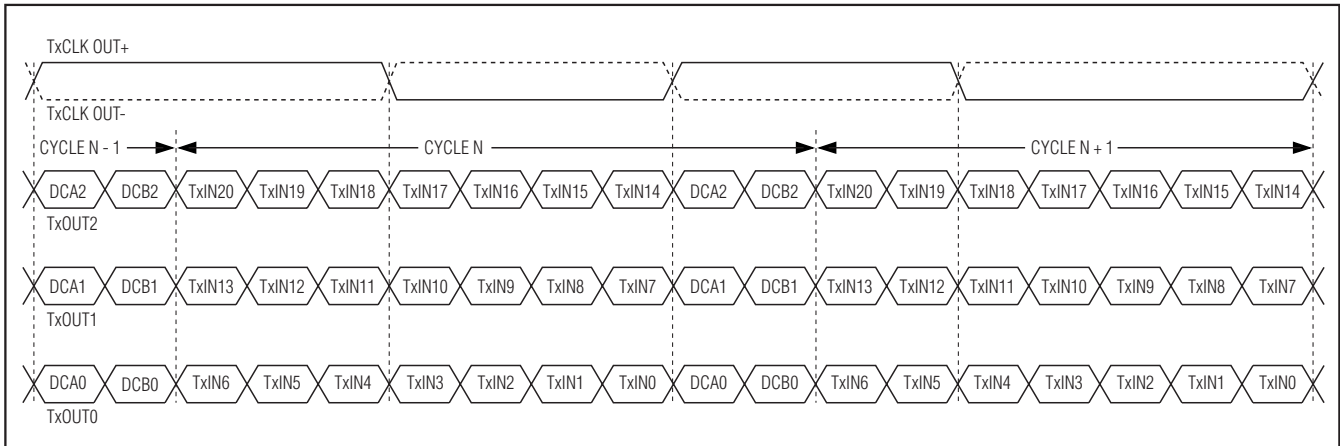 TxCLK OUT+
TxCLK OUT-
CYCLE N - 1 CYCLE N CYCLE N + 1
DCA2 DCB2 TxIN20 TxIN19 TxIN18 TxIN17 TxIN16 TxIN15 TxIN14 DCA2 DCB2 TxIN20 TxIN19 TxIN18 TxIN17 TxIN16 TxIN15 TxIN14
TxOUT2
DCA1 DCB1 TxIN13 TxIN12 TxIN11 TxIN10 TxIN9 TxIN8 TxIN7 DCA1 DCB1 TxIN13 TxIN12 TxIN11 TxIN10 TxIN9 TxIN8 TxIN7
TxOUT1
DCA0 DCB0 TxIN6 TxIN5 TxIN4 TxIN3 TxIN2 TxIN1 TxIN0 DCA0 DCB0 TxIN6 TxIN5 TxIN4 TxIN3 TxIN2 TxIN1 TxIN0
TxOUT0